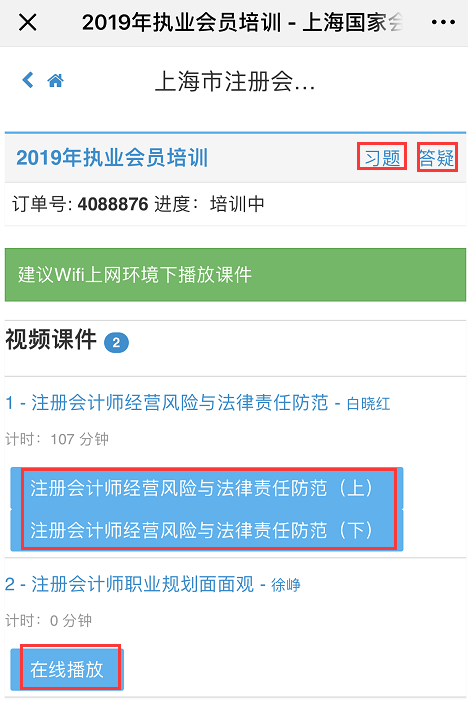 2019年执业会员培训 - 上海国家会
上海市注册会...
2019年执业会员培训 习题 答疑
订单号: 4088876 进度：培训中
建议Wifi上网环境下播放课件
视频课件 2
1 - 注册会计师经营风险与法律责任防范 - 白晓红
计时：107 分钟
注册会计师经营风险与法律责任防范（上）
注册会计师经营风险与法律责任防范（下）
2 - 注册会计师职业规划面面观 - 徐峥
计时：0 分钟
在线播放